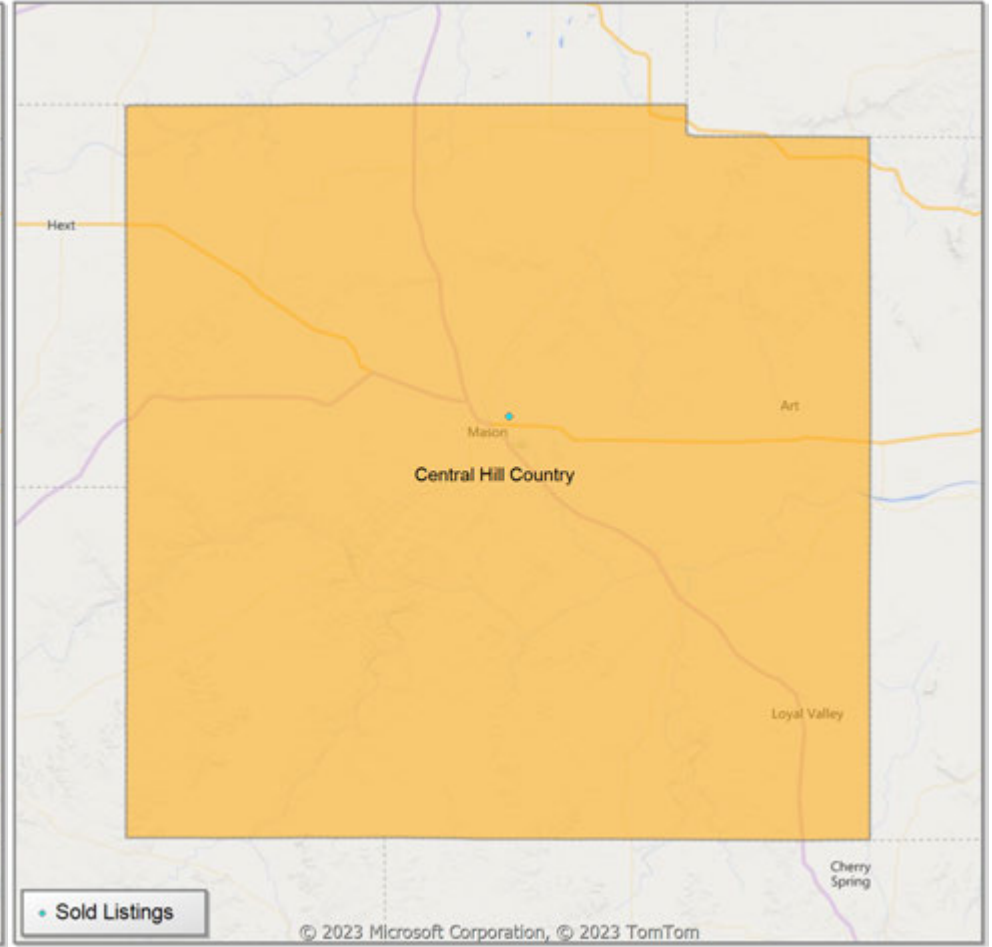 Hext
Art
Mason
Central Hill Country
Loyal Valley
Cherry
Spring
Sold Listings
© 2023 Microsoft Corporation, © 2023 TomTom